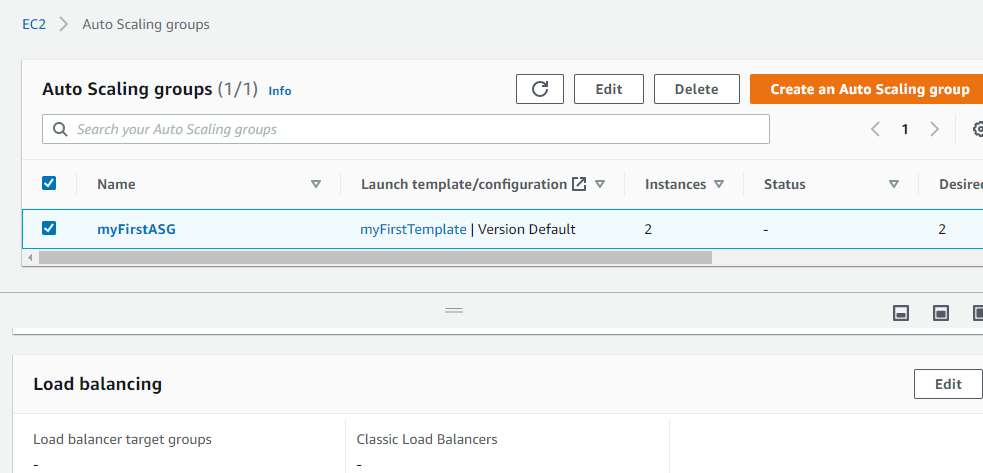 EC2 > Auto Scaling groups
Auto Scaling groups (1/1) Info
Edit
Delete
Create an Auto Scaling group
Search your Auto Scaling groups
1
Name
Launch template/configuration
Instances
Status
Desired
myFirstASG
myFirstTemplate | Version Default
2
-
2
Load balancing
Edit
Load balancer target groups
-
Classic Load Balancers
-